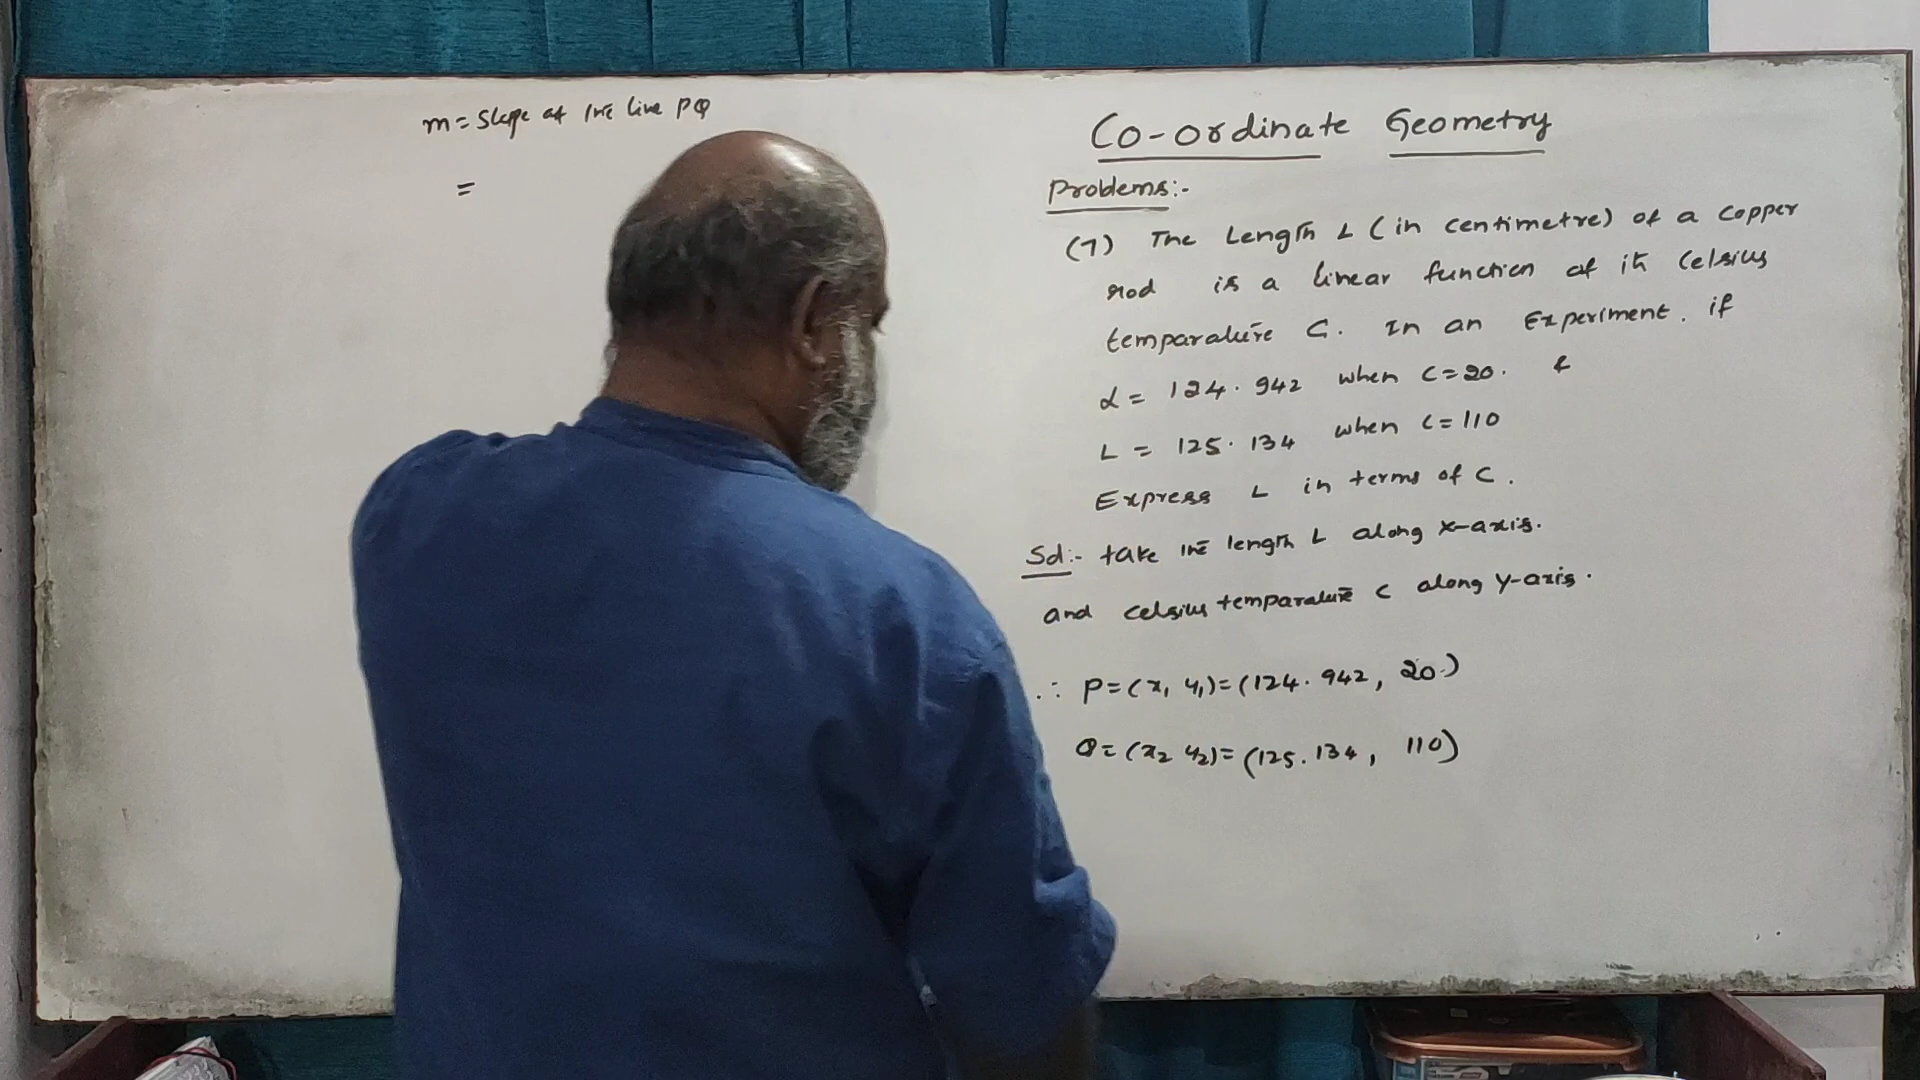 m = Slope of the line PQ
=
Co-ordinate Geometry
Problems:-
(7) The Length L (in centimetre) of a copper
rod is a linear function of its Celsius
temparature C. In an Experiment. if
L = 124.942 when C=20. &
L = 125.134 when C=110
Express L in terms of C.
Sol:- take the length L along x-axis.
and celsius temparature C along y-axis.
∴ P=(x₁ y₁)=(124.942, 20.)
Q=(x₂ y₂)=(125.134, 110)